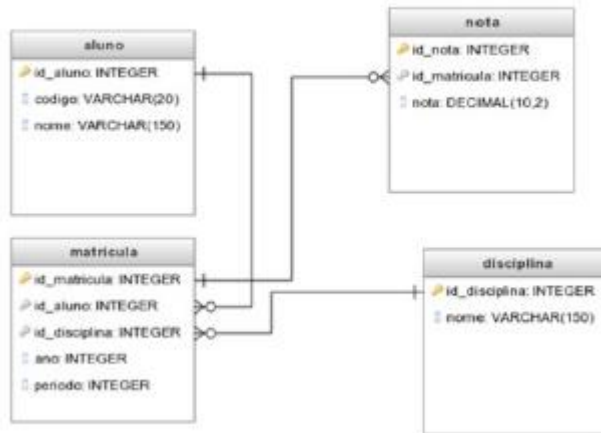 aluno
id_aluno: INTEGER
codigo: VARCHAR(20)
nome: VARCHAR(150)
nota
id_nota: INTEGER
id_matricula: INTEGER
nota: DECIMAL(10,2)
matricula
id_matricula: INTEGER
id_aluno: INTEGER
id_disciplina: INTEGER
ano: INTEGER
periodo: INTEGER
disciplina
id_disciplina: INTEGER
nome: VARCHAR(150)